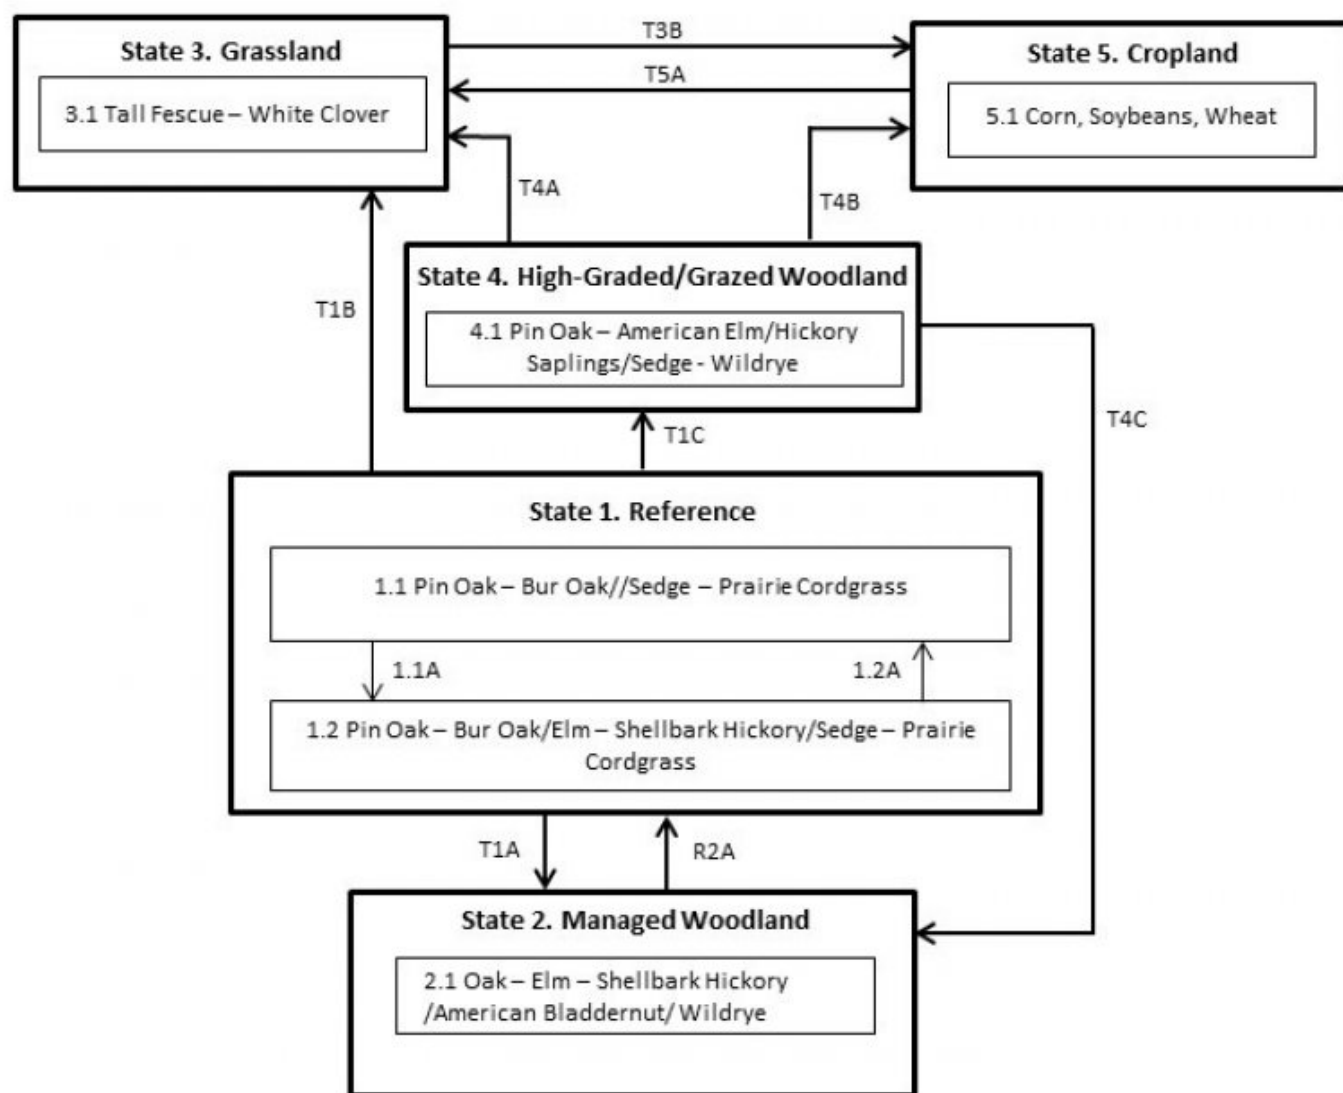 State 3. Grassland
3.1 Tall Fescue – White Clover
T3B
T5A
State 5. Cropland
5.1 Corn, Soybeans, Wheat
T4A
T4B
T1B
State 4. High-Graded/Grazed Woodland
4.1 Pin Oak – American Elm/Hickory
Saplings/Sedge - Wildrye
T4C
T1C
State 1. Reference
1.1 Pin Oak – Bur Oak//Sedge – Prairie Cordgrass
1.1A
1.2A
1.2 Pin Oak – Bur Oak/Elm – Shellbark Hickory/Sedge – Prairie
Cordgrass
T1A
R2A
State 2. Managed Woodland
2.1 Oak – Elm – Shellbark Hickory
/American Bladdernut/ Wildrye